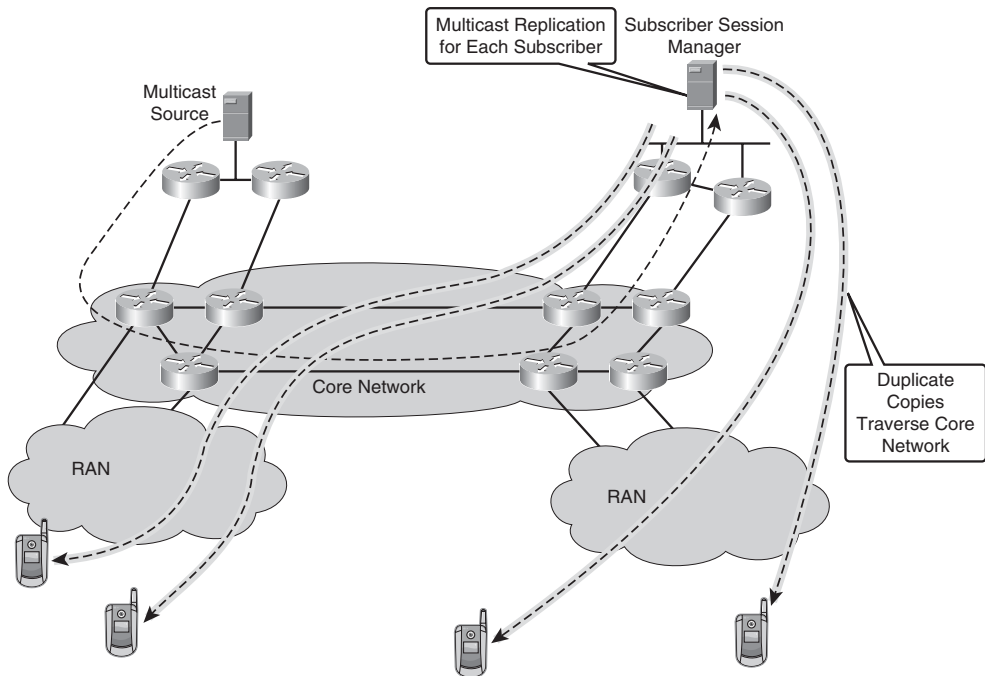 Multicast Replication
for Each Subscriber
Subscriber Session
Manager
Multicast
Source
Core Network
Duplicate
Copies
Traverse Core
Network
RAN
RAN